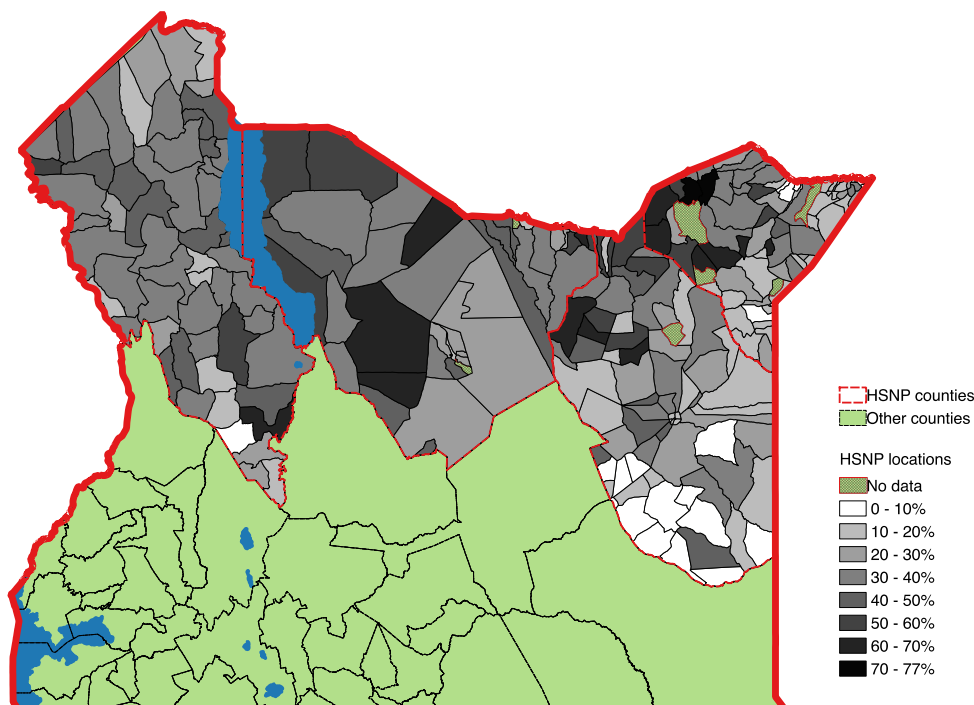 HSNP counties
Other counties
HSNP locations
No data
0 - 10%
10 - 20%
20 - 30%
30 - 40%
40 - 50%
50 - 60%
60 - 70%
70 - 77%